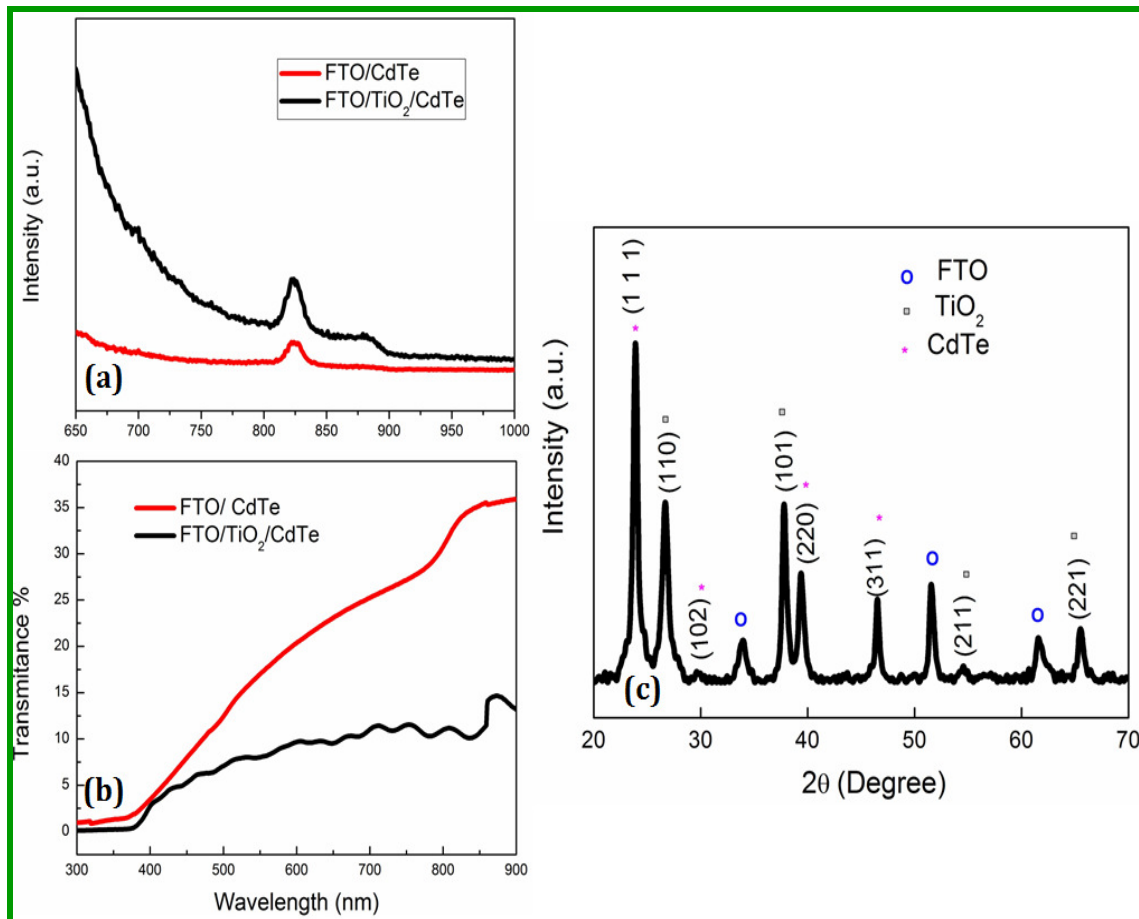 Intensity (a.u.)
FTO/CdTe
FTO/TiO2/CdTe
(a)
650 700 750 800 850 900 950 1000
Transmitance %
40
35
30
25
20
15
10
5
0
FTO/ CdTe
FTO/TiO2/CdTe
(b)
300 400 500 600 700 800 900
Wavelength (nm)
Intensity (a.u.)
o FTO
TiO2
* CdTe
(1 1 1)
*
(110)
(102)
*
o
(101)
(220)
*
(311)
*
o
(211)
o
(221)
(c)
20 30 40 50 60 70
2θ (Degree)